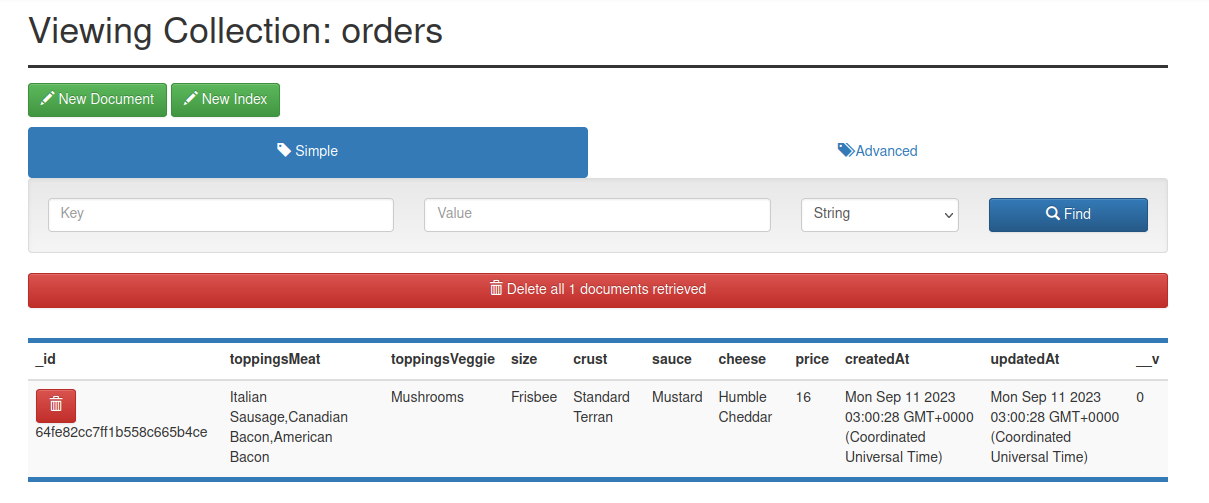 Viewing Collection: orders
New Document New Index
Simple Advanced
Key Value String Find
Delete all 1 documents retrieved
_id toppingsMeat toppingsVeggie size crust sauce cheese price createdAt updatedAt __v
Italian Mushrooms Frisbee Standard Mustard Humble 16 Mon Sep 11 2023 Mon Sep 11 2023 0
Sausage,Canadian Terran Cheddar 03:00:28 GMT+0000 03:00:28 GMT+0000
64fe82cc7ff1b558c665b4ce Bacon,American (Coordinated (Coordinated
Bacon Universal Time) Universal Time)